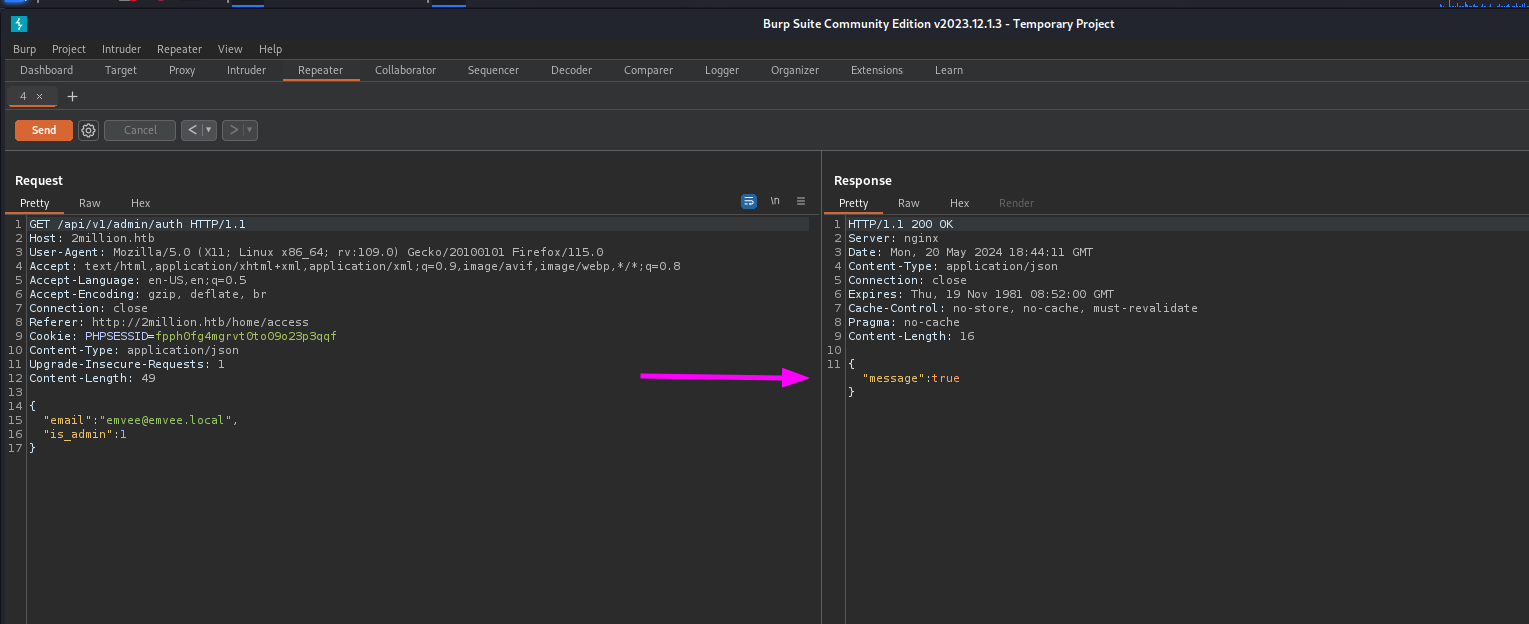 Burp Suite Community Edition v2023.12.1.3 - Temporary Project
Burp Project Intruder Repeater View Help
Dashboard Target Proxy Intruder Repeater Collaborator Sequencer Decoder Comparer Logger Organizer Extensions Learn
4 × +
Send Cancel < >
Request
Pretty Raw Hex \n
1 GET /api/v1/admin/auth HTTP/1.1
2 Host: 2million.htb
3 User-Agent: Mozilla/5.0 (X11; Linux x86_64; rv:109.0) Gecko/20100101 Firefox/115.0
4 Accept: text/html,application/xhtml+xml,application/xml;q=0.9,image/avif,image/webp,*/*;q=0.8
5 Accept-Language: en-US,en;q=0.5
6 Accept-Encoding: gzip, deflate, br
7 Connection: close
8 Referer: http://2million.htb/home/access
9 Cookie: PHPSESSID=fpph0fg4mgrvt0to09o23p3qqf
10 Content-Type: application/json
11 Upgrade-Insecure-Requests: 1
12 Content-Length: 49
13
14 {
15 "email":"emvee@emvee.local",
16 "is_admin":1
17 }
Response
Pretty Raw Hex Render
1 HTTP/1.1 200 OK
2 Server: nginx
3 Date: Mon, 20 May 2024 18:44:11 GMT
4 Content-Type: application/json
5 Connection: close
6 Expires: Thu, 19 Nov 1981 08:52:00 GMT
7 Cache-Control: no-store, no-cache, must-revalidate
8 Pragma: no-cache
9 Content-Length: 16
10
11 {
"message":true
}